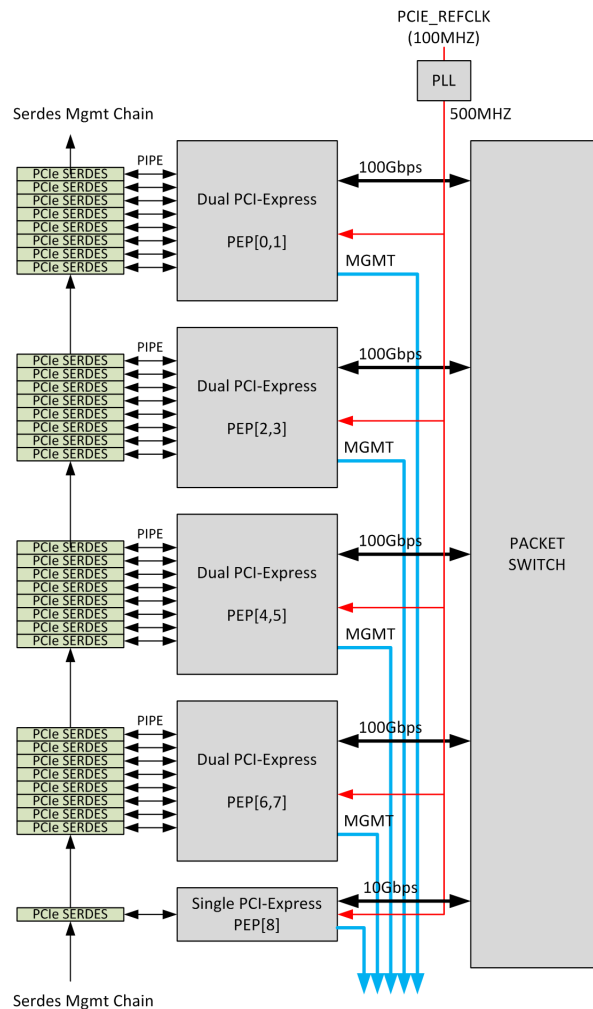 PCIE_REFCLK
(100MHZ)
PLL
500MHZ
Serdes Mgmt Chain
PCIe SERDES
PCIe SERDES
PCIe SERDES
PCIe SERDES
PCIe SERDES
PCIe SERDES
PCIe SERDES
PCIe SERDES
PIPE
Dual PCI-Express
PEP[0,1]
100Gbps
MGMT
PCIe SERDES
PCIe SERDES
PCIe SERDES
PCIe SERDES
PCIe SERDES
PCIe SERDES
PCIe SERDES
PCIe SERDES
PIPE
Dual PCI-Express
PEP[2,3]
100Gbps
MGMT
PCIe SERDES
PCIe SERDES
PCIe SERDES
PCIe SERDES
PCIe SERDES
PCIe SERDES
PCIe SERDES
PCIe SERDES
PIPE
Dual PCI-Express
PEP[4,5]
100Gbps
MGMT
PACKET
SWITCH
PCIe SERDES
PCIe SERDES
PCIe SERDES
PCIe SERDES
PCIe SERDES
PCIe SERDES
PCIe SERDES
PCIe SERDES
PIPE
Dual PCI-Express
PEP[6,7]
100Gbps
MGMT
PCIe SERDES
Single PCI-Express
PEP[8]
10Gbps
Serdes Mgmt Chain